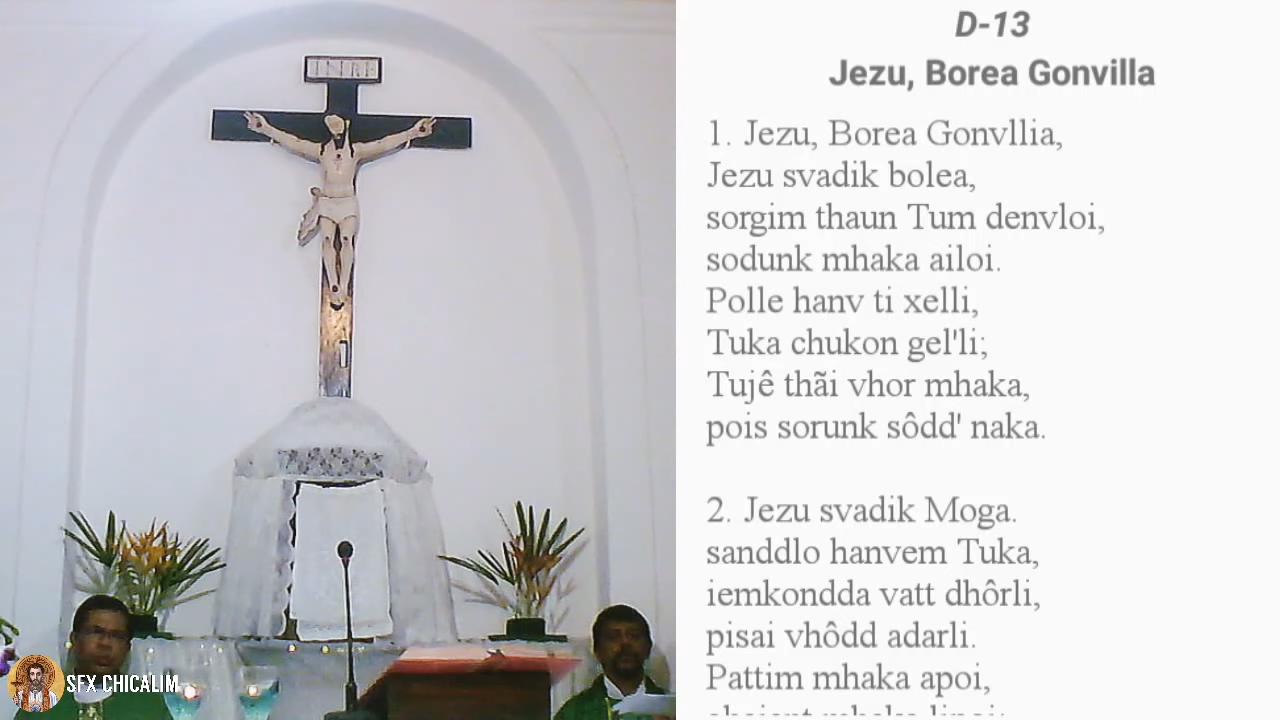 INRI
SFX CHICALIM
D-13
Jezu, Borea Gonvilla
1. Jezu, Borea Gonvllia,
Jezu svadik bolea,
sorgim thaun Tum denvloi,
sodunk mhaka ailoi.
Polle hanv ti xelli,
Tuka chukon gel'li;
Tujê thãi vhor mhaka,
pois sorunk sôdd' naka.
2. Jezu svadik Moga.
sanddlo hanvem Tuka,
iemkondda vatt dhôrli,
pisai vhôdd adarli.
Pattim mhaka apoi,